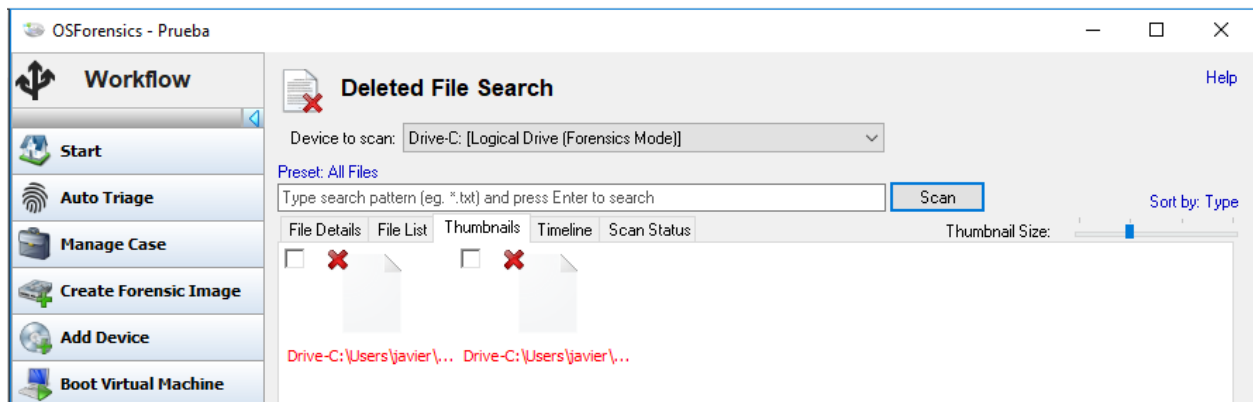 OSForensics - Prueba
Workflow
Start
Auto Triage
Manage Case
Create Forensic Image
Add Device
Boot Virtual Machine
Help
Deleted File Search
Device to scan: Drive-C: [Logical Drive (Forensics Mode)]
Preset: All Files
Type search pattern (eg. *.txt) and press Enter to search Scan Sort by: Type
File Details File List Thumbnails Timeline Scan Status Thumbnail Size:
Drive-C:\Users\javier\... Drive-C:\Users\javier\...